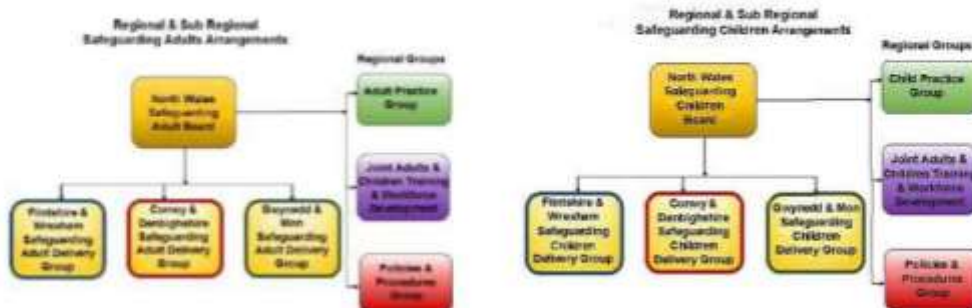 Regional & Sub Regional
Safeguarding Adults Arrangements
Regional Groups
North Wales
Safeguarding
Adult Board
Adult Practice
Group
Joint Adults &
Children Training
& Workforce
Development
Flintshire &
Wrexham
Safeguarding
Adult Delivery
Group
Conwy &
Denbighshire
Safeguarding
Adult Delivery
Group
Gwynedd &
Mon
Safeguarding
Adult Delivery
Group
Policies &
Procedures
Group
Regional & Sub Regional
Safeguarding Children Arrangements
Regional Groups
North Wales
Safeguarding
Children
Board
Child Practice
Group
Joint Adults &
Children Training
& Workforce
Development
Flintshire &
Wrexham
Safeguarding
Children
Delivery Group
Conwy &
Denbighshire
Safeguarding
Children
Delivery Group
Gwynedd & Mon
Safeguarding
Children
Delivery Group
Policies &
Procedures
Group